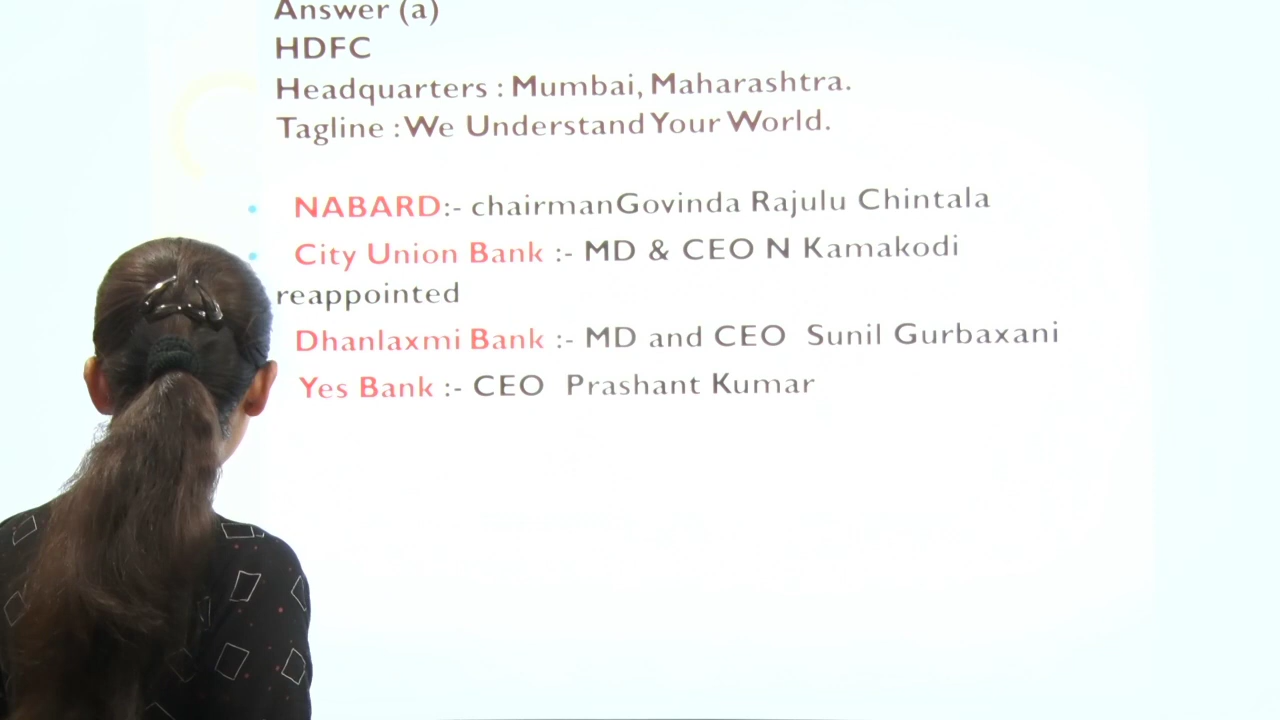 Answer (a)
HDFC
Headquarters : Mumbai, Maharashtra.
Tagline : We Understand Your World.
NABARD:- chairmanGovinda Rajulu Chintala
City Union Bank :- MD & CEO N Kamakodi
reappointed
Dhanlaxmi Bank :- MD and CEO Sunil Gurbaxani
Yes Bank :- CEO Prashant Kumar